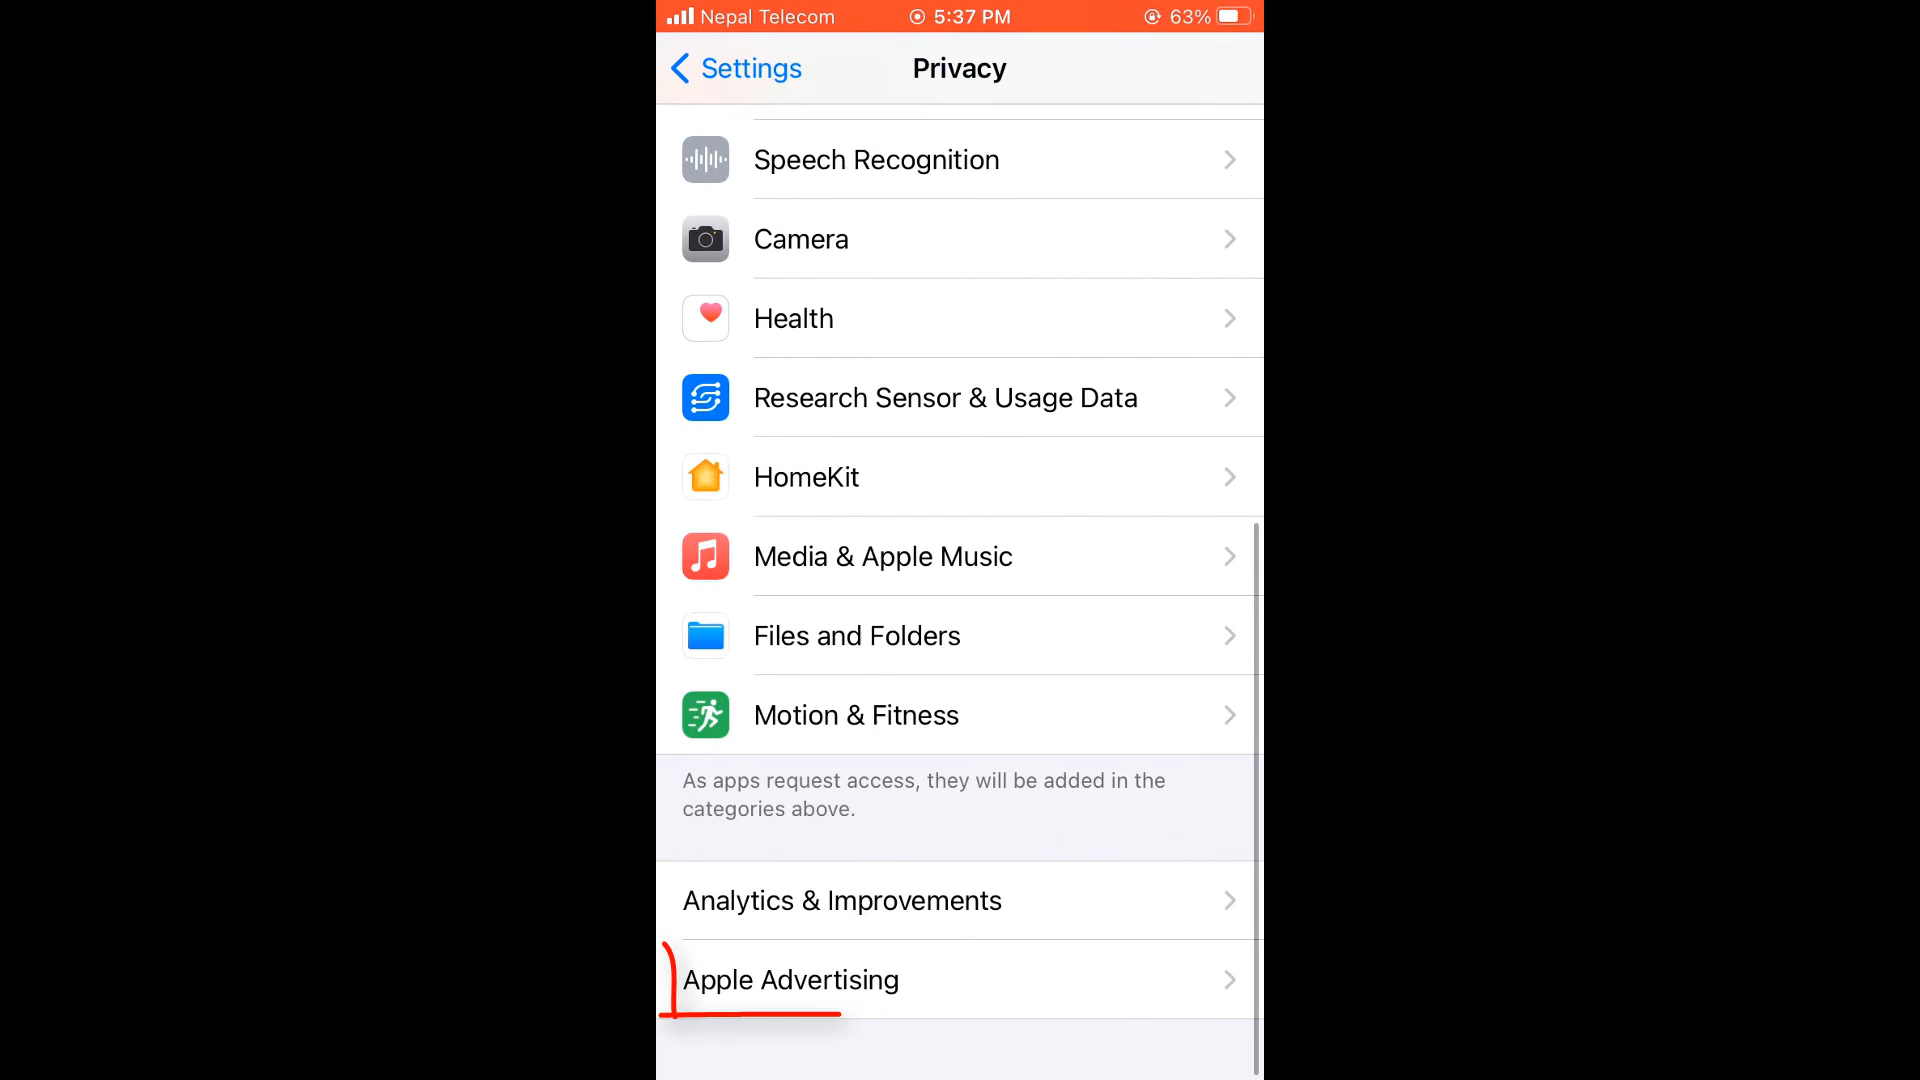 Nepal Telecom 5:37 PM 63%
Settings Privacy
Speech Recognition
Camera
Health
Research Sensor & Usage Data
HomeKit
Media & Apple Music
Files and Folders
Motion & Fitness
As apps request access, they will be added in the
categories above.
Analytics & Improvements
Apple Advertising